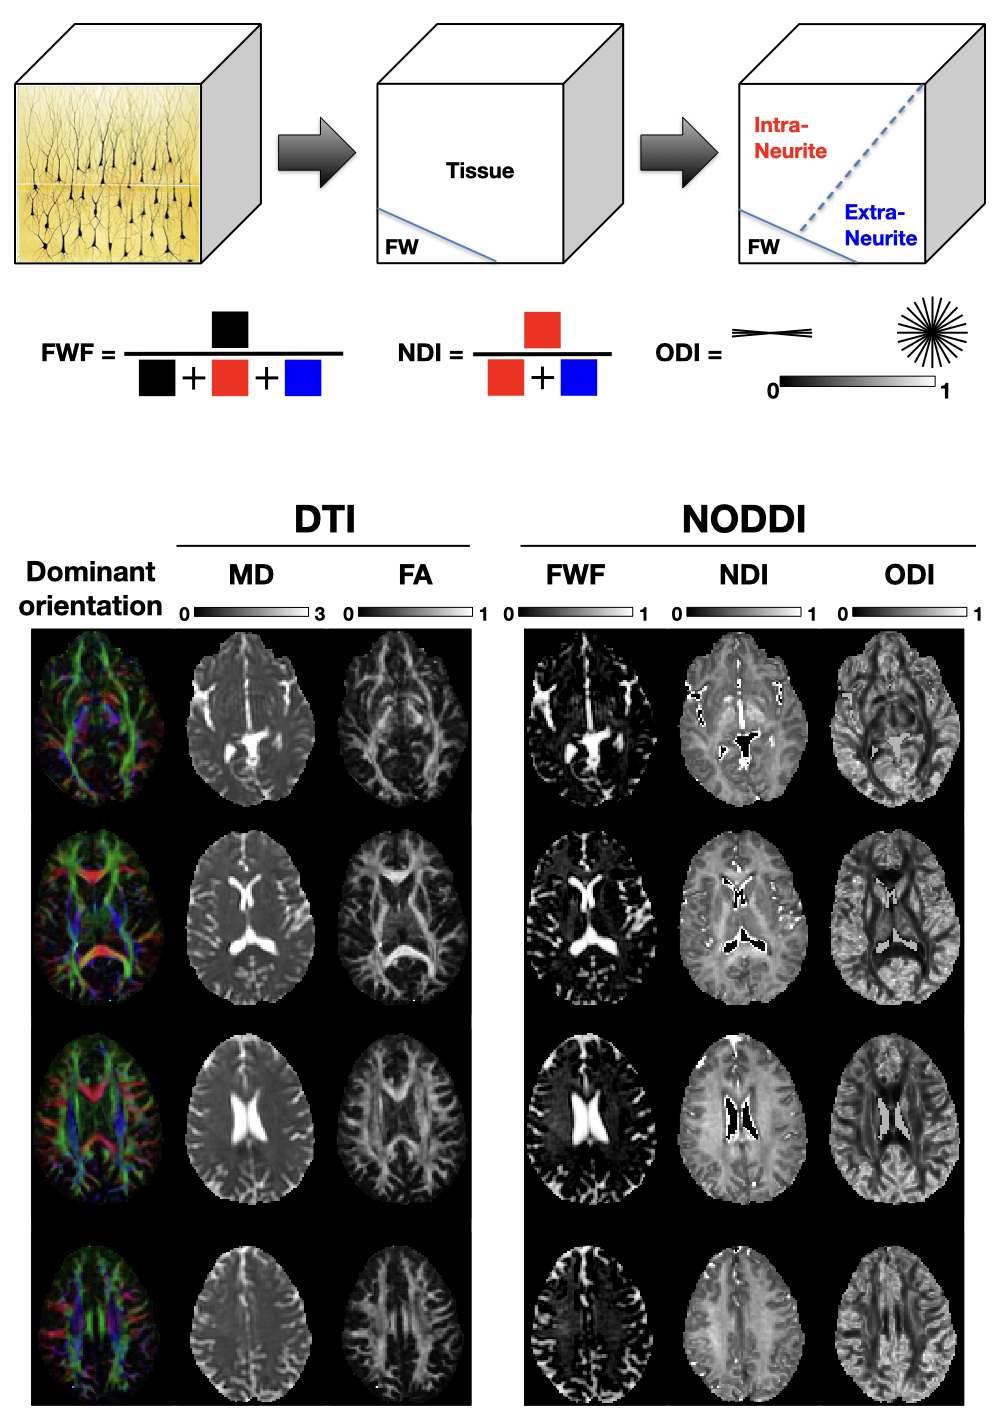 Tissue
FW
Intra-
Neurite
Extra-
Neurite
FW
FWF =
+ +
NDI =
+
ODI =
0 1
DTI
NODDI
Dominant
orientation
MD
FA
FWF
NDI
ODI
0 3
0 1
0 1
0 1
0 1